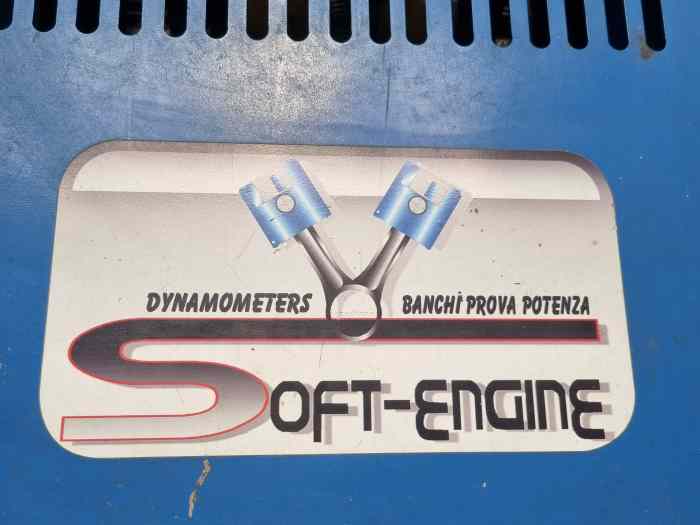 DYNAMOMETERS BANCHİ PROVA POTENZA
SOFT-ENGINE